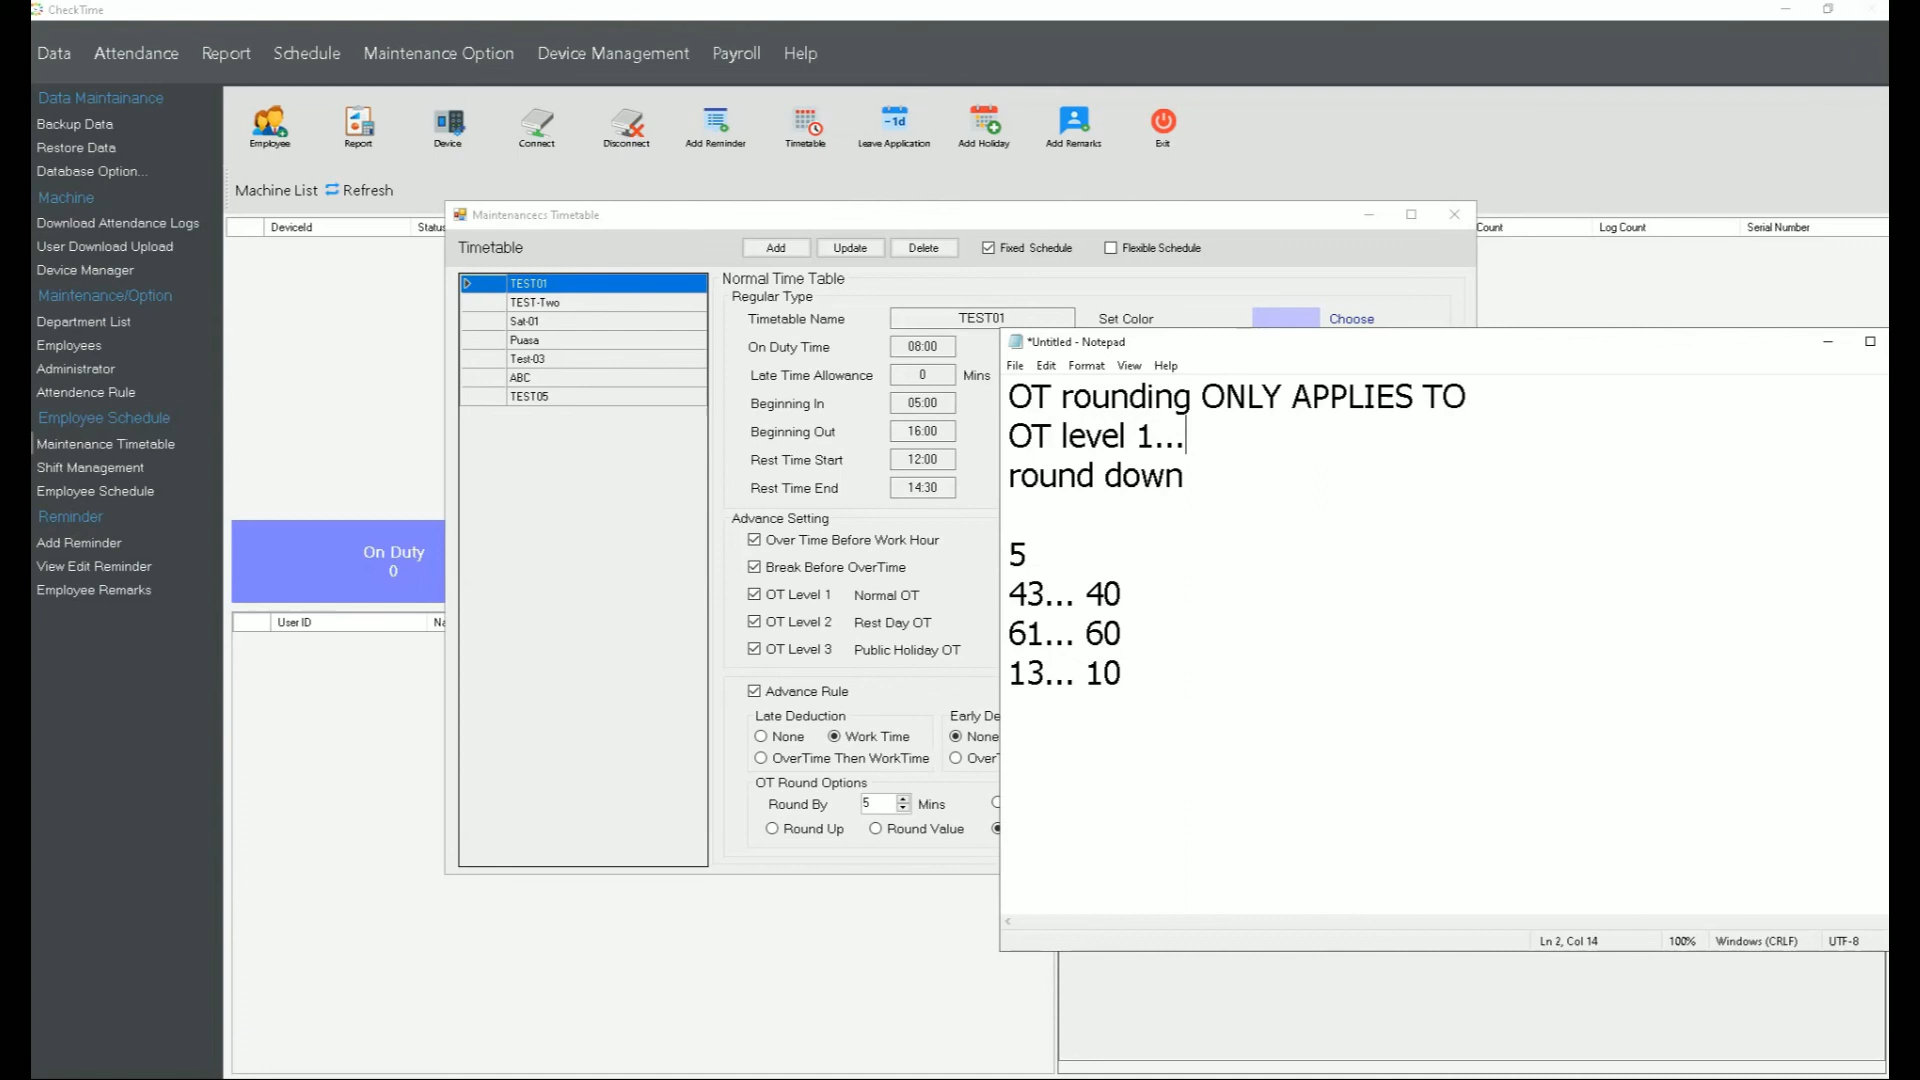 CheckTime
Data Attendance Report Schedule Maintenance Option Device Management Payroll Help
Data Maintainance
Backup Data
Restore Data
Database Option...
Machine
Download Attendance Logs
User Download Upload
Device Manager
Maintenance/Option
Department List
Employees
Administrator
Attendence Rule
Employee Schedule
Maintenance Timetable
Shift Management
Employee Schedule
Reminder
Add Reminder
View Edit Reminder
Employee Remarks
Employee Report Device Connect Disconnect Add Reminder Timetable Leave Application Add Holiday Add Remarks Exit
-1d
Machine List Refresh
DeviceId Status
Count Log Count Serial Number
On Duty
0
User ID Na
Maintenancecs Timetable
Timetable Add Update Delete Fixed Schedule Flexible Schedule
TEST01
TEST-Two
Sat-01
Puasa
Test-03
ABC
TEST05
Normal Time Table
Regular Type
Timetable Name TEST01 Set Color Choose
On Duty Time 08:00
Late Time Allowance 0 Mins
Beginning In 05:00
Beginning Out 16:00
Rest Time Start 12:00
Rest Time End 14:30
Advance Setting
Over Time Before Work Hour
Break Before OverTime
OT Level 1 Normal OT
OT Level 2 Rest Day OT
OT Level 3 Public Holiday OT
Advance Rule
Late Deduction Early De
None Work Time None
OverTime Then WorkTime OverT
OT Round Options
Round By 5 Mins
Round Up Round Value
*Untitled - Notepad
File Edit Format View Help
OT rounding ONLY APPLIES TO
OT level 1...
round down
5
43... 40
61... 60
13... 10
Ln 2, Col 14 100% Windows (CRLF) UTF-8